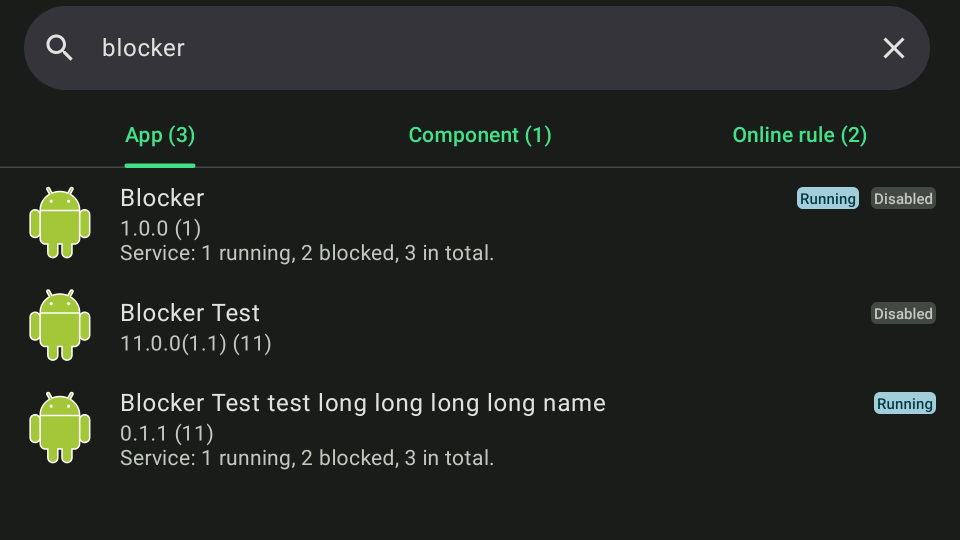 blocker
App (3) Component (1) Online rule (2)
Blocker Running Disabled
1.0.0 (1)
Service: 1 running, 2 blocked, 3 in total.
Blocker Test Disabled
11.0.0(1.1) (11)
Blocker Test test long long long long name Running
0.1.1 (11)
Service: 1 running, 2 blocked, 3 in total.